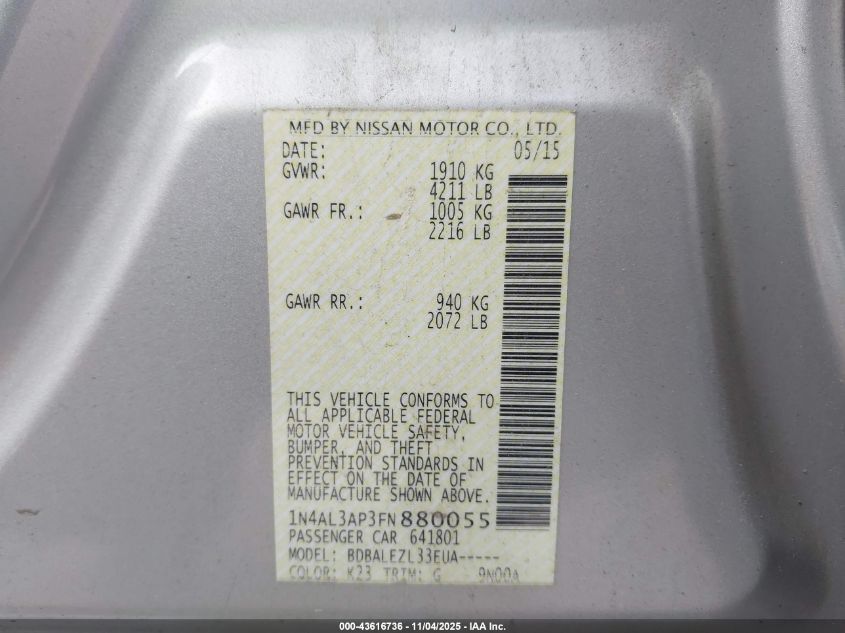 MFD BY NISSAN MOTOR CO., LTD.
DATE: 05/15
GVWR: 1910 KG
4211 LB
GAWR FR.: 1005 KG
2216 LB
GAWR RR.: 940 KG
2072 LB
THIS VEHICLE CONFORMS TO
ALL APPLICABLE FEDERAL
MOTOR VEHICLE SAFETY,
BUMPER, AND THEFT
PREVENTION STANDARDS IN
EFFECT ON THE DATE OF
MANUFACTURE SHOWN ABOVE.
1N4AL3AP3FN880055
PASSENGER CAR 641801
MODEL: BDBALEZL33EUA-----
COLOR: K23 TRIM: G 9N00A
000-43616736 - 11/04/2025 - IAA Inc.